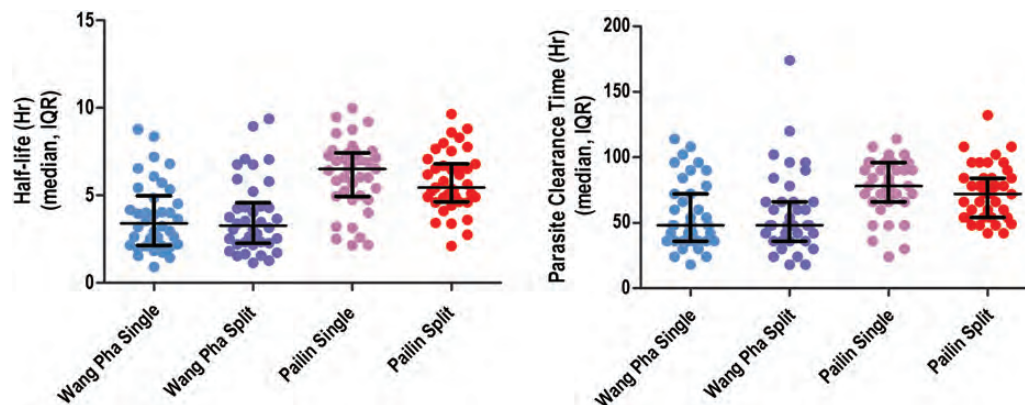 Half-life (Hr)
(median, IQR)
15
10
5
0
Wang Pha Single
Wang Pha Split
Pailin Single
Pailin Split
Parasite Clearance Time (Hr)
(median, IQR)
200
150
100
50
0
Wang Pha Single
Wang Pha Split
Pailin Single
Pailin Split